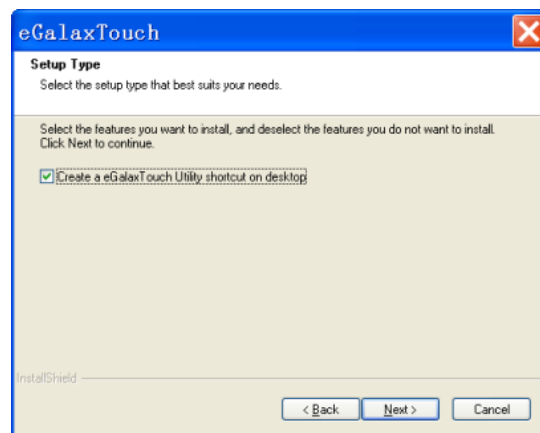 eGalaxTouch
Setup Type
Select the setup type that best suits your needs.
Select the features you want to install, and deselect the features you do not want to install.
Click Next to continue.
Create a eGalaxTouch Utility shortcut on desktop
InstallShield
< Back Next > Cancel